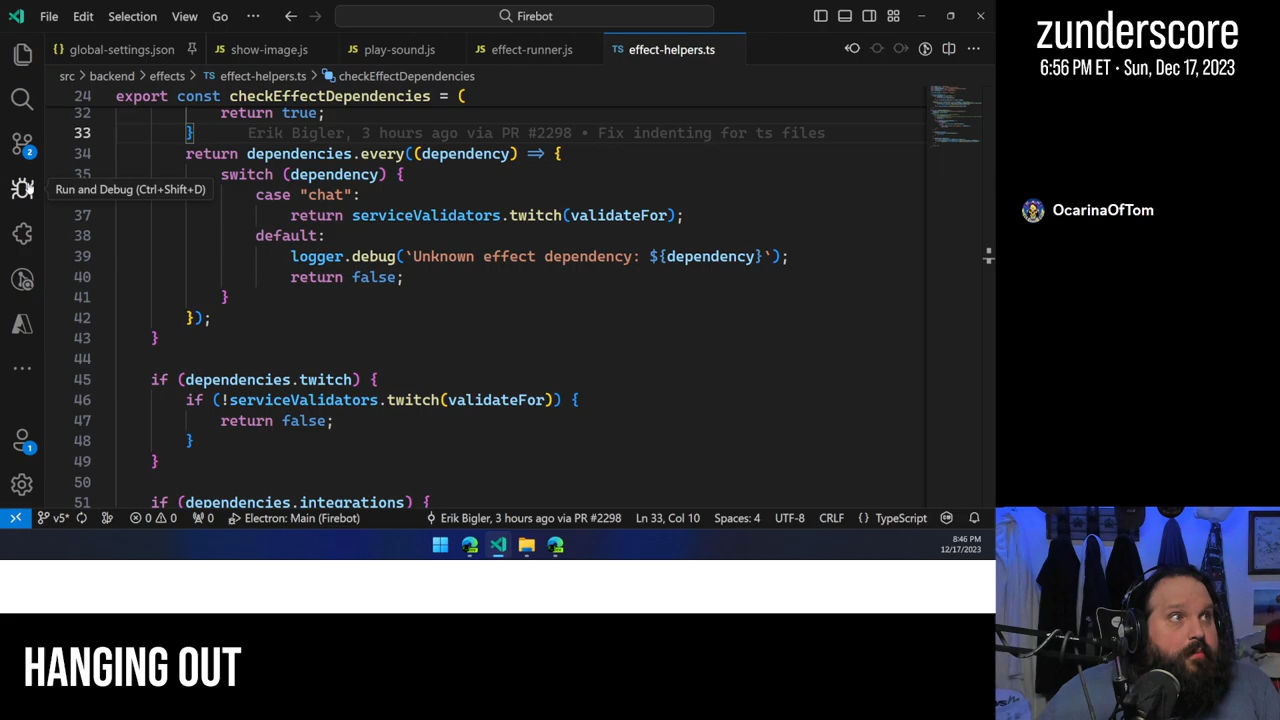 File Edit Selection View Go ··· Firebot
global-settings.json show-image.js play-sound.js effect-runner.js TS effect-helpers.ts
src > backend > effects > TS effect-helpers.ts > checkEffectDependencies
24 export const checkEffectDependencies = (
32 return true;
33 } Erik Bigler, 3 hours ago via PR #2298 • Fix indenting for ts files
34 return dependencies.every((dependency) => {
35 switch (dependency) {
case "chat":
Run and Debug (Ctrl+Shift+D)
37 return serviceValidators.twitch(validateFor);
38 default:
39 logger.debug(`Unknown effect dependency: ${dependency}`);
40 return false;
41 }
42 });
43 }
44
45 if (dependencies.twitch) {
46 if (!serviceValidators.twitch(validateFor)) {
47 return false;
48 }
49 }
50
51 if (dependencies.integrations) {
2
1
v5* 0 0 0 Electron: Main (Firebot) Erik Bigler, 3 hours ago via PR #2298 Ln 33, Col 10 Spaces: 4 UTF-8 CRLF { } TypeScript
8:46 PM
12/17/2023
HANGING OUT
zunderscore
6:56 PM ET • Sun, Dec 17, 2023
OcarinaOfTom